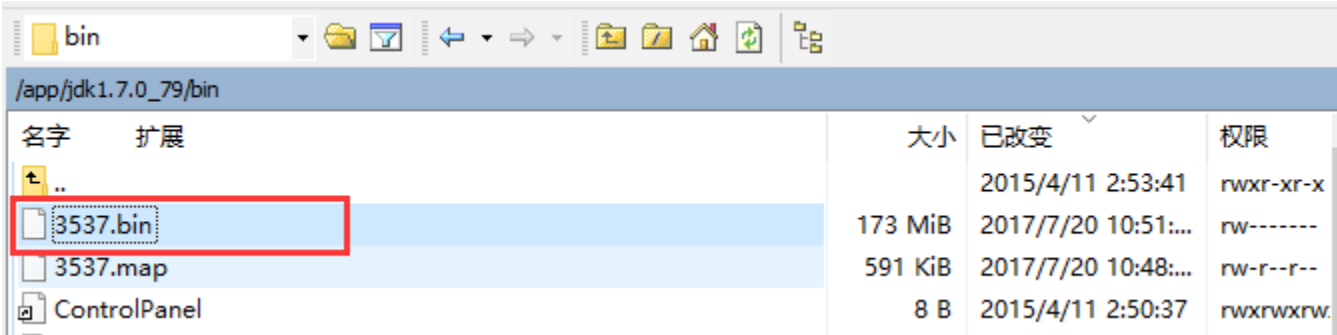 bin
/app/jdk1.7.0_79/bin
名字 扩展 大小 已改变 权限
.. 2015/4/11 2:53:41 rwxr-xr-x
3537.bin 173 MiB 2017/7/20 10:51:... rw-------
3537.map 591 KiB 2017/7/20 10:48:... rw-r--r--
ControlPanel 8 B 2015/4/11 2:50:37 rwxrwxrw